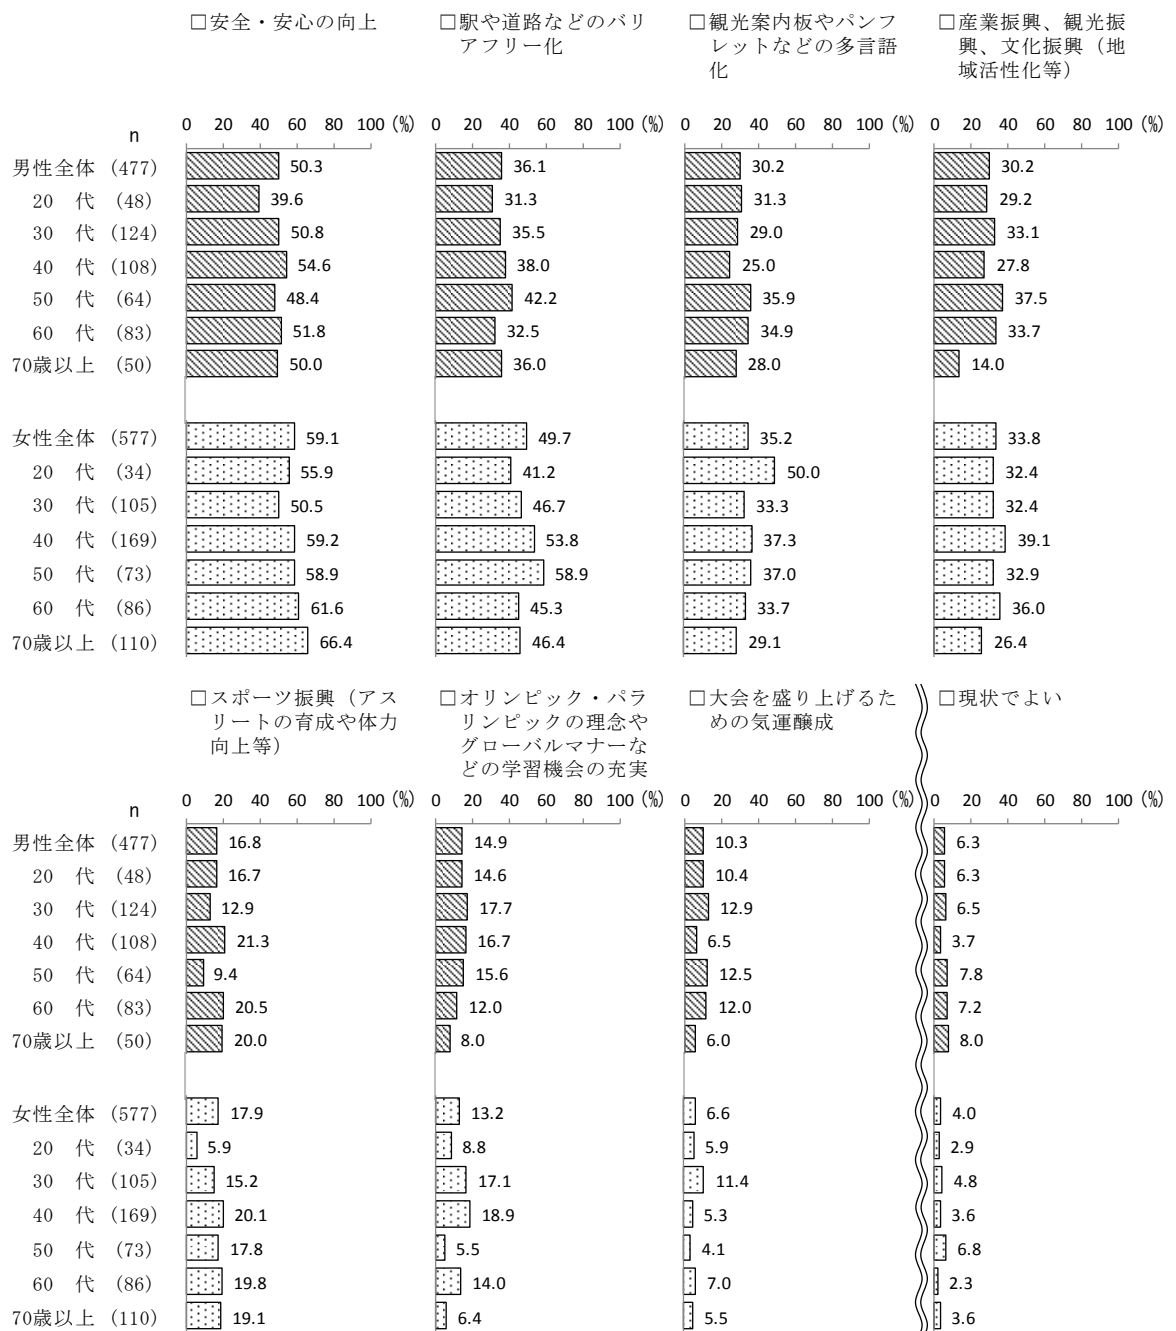 □安全・安心の向上
□駅や道路などのバリ
アフリー化
□観光案内板やパンフ
レットなどの多言語
化
□産業振興、観光振
興、文化振興（地
域活性化等）
n
0 20 40 60 80 100 (%)
0 20 40 60 80 100 (%)
0 20 40 60 80 100 (%)
0 20 40 60 80 100 (%)
男性全体 (477) 50.3 36.1 30.2 30.2
20 代 (48) 39.6 31.3 31.3 29.2
30 代 (124) 50.8 35.5 29.0 33.1
40 代 (108) 54.6 38.0 25.0 27.8
50 代 (64) 48.4 42.2 35.9 37.5
60 代 (83) 51.8 32.5 34.9 33.7
70歳以上 (50) 50.0 36.0 28.0 14.0
女性全体 (577) 59.1 49.7 35.2 33.8
20 代 (34) 55.9 41.2 50.0 32.4
30 代 (105) 50.5 46.7 33.3 32.4
40 代 (169) 59.2 53.8 37.3 39.1
50 代 (73) 58.9 58.9 37.0 32.9
60 代 (86) 61.6 45.3 33.7 36.0
70歳以上 (110) 66.4 46.4 29.1 26.4
□スポーツ振興（アス
リートの育成や体力
向上等）
□オリンピック・パラ
リンピックの理念や
グローバルマナーな
どの学習機会の充実
□大会を盛り上げるた
めの気運醸成
□現状でよい
n
0 20 40 60 80 100 (%)
0 20 40 60 80 100 (%)
0 20 40 60 80 100 (%)
0 20 40 60 80 100 (%)
男性全体 (477) 16.8 14.9 10.3 6.3
20 代 (48) 16.7 14.6 10.4 6.3
30 代 (124) 12.9 17.7 12.9 6.5
40 代 (108) 21.3 16.7 6.5 3.7
50 代 (64) 9.4 15.6 12.5 7.8
60 代 (83) 20.5 12.0 12.0 7.2
70歳以上 (50) 20.0 8.0 6.0 8.0
女性全体 (577) 17.9 13.2 6.6 4.0
20 代 (34) 5.9 8.8 5.9 2.9
30 代 (105) 15.2 17.1 11.4 4.8
40 代 (169) 20.1 18.9 5.3 3.6
50 代 (73) 17.8 5.5 4.1 6.8
60 代 (86) 19.8 14.0 7.0 2.3
70歳以上 (110) 19.1 6.4 5.5 3.6